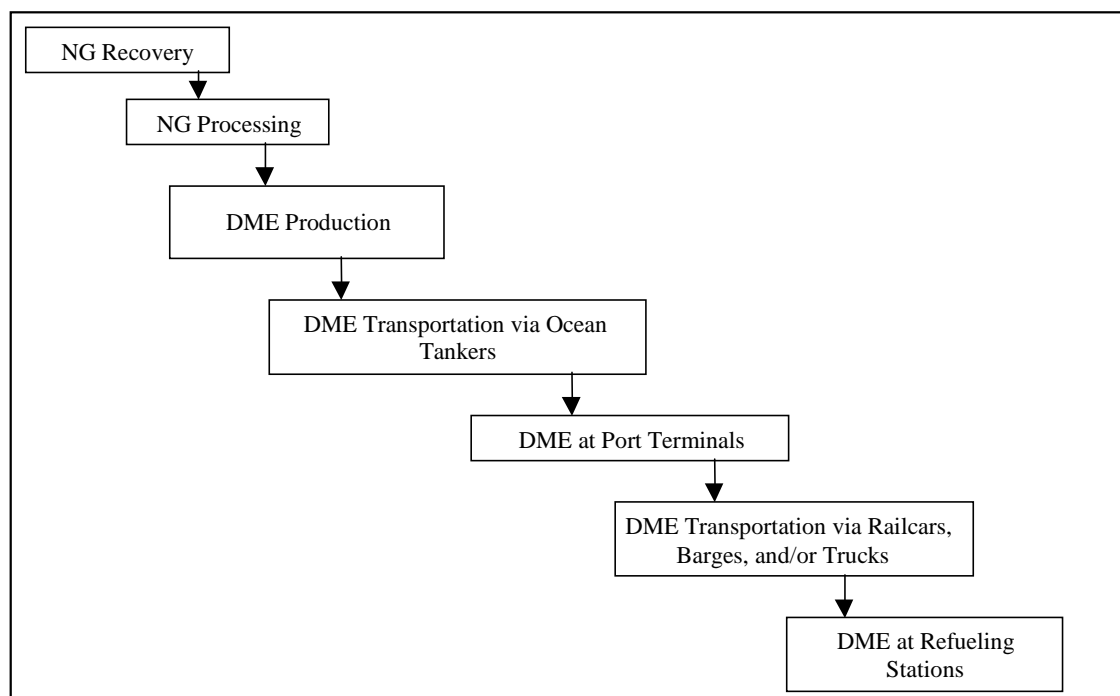 NG Recovery
NG Processing
DME Production
DME Transportation via Ocean
Tankers
DME at Port Terminals
DME Transportation via Railcars,
Barges, and/or Trucks
DME at Refueling
Stations